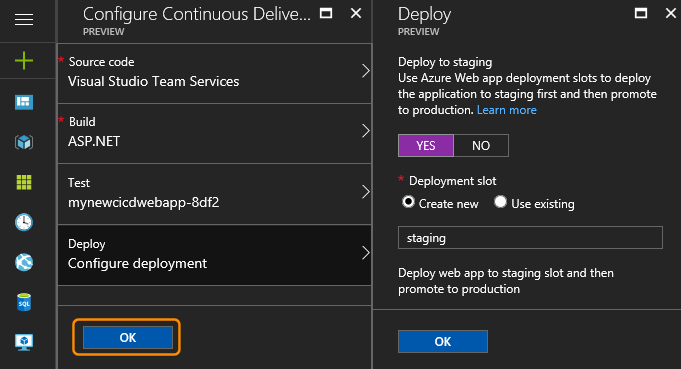 Configure Continuous Delive...
PREVIEW
* Source code
Visual Studio Team Services
* Build
ASP.NET
Test
mynewcicdwebapp-8df2
Deploy
Configure deployment
OK
Deploy
PREVIEW
Deploy to staging
Use Azure Web app deployment slots to deploy
the application to staging first and then promote
to production. Learn more
YES NO
* Deployment slot
Create new Use existing
staging
Deploy web app to staging slot and then
promote to production
OK
SQL